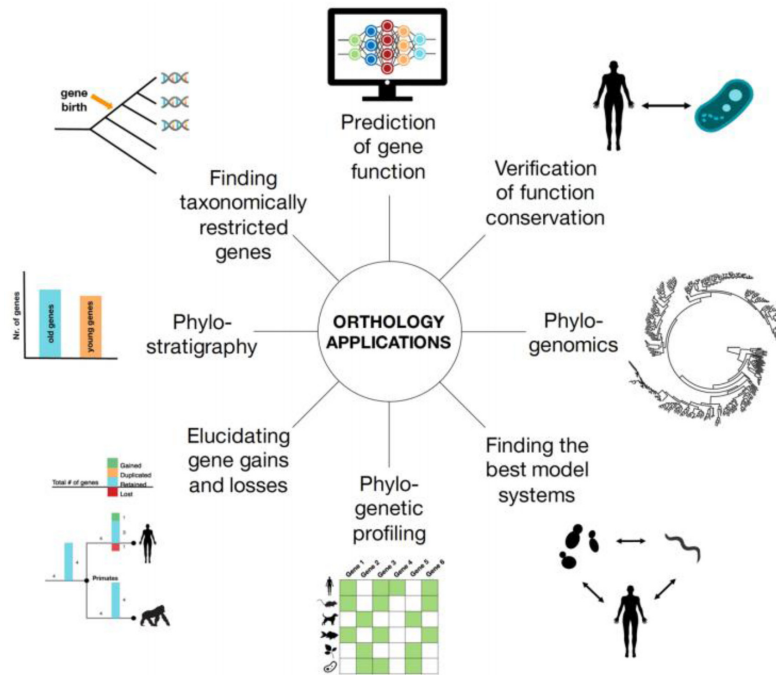 gene
birth
Prediction
of gene
function
Verification
of function
conservation
Finding
taxonomically
restricted
genes
Nr. of genes
old genes
young genes
Phylo-
stratigraphy
ORTHOLOGY
APPLICATIONS
Phylo-
genomics
Elucidating
gene gains
and losses
Finding the
best model
systems
Phylo-
genetic
profiling
Total # of genes
Gained
Duplicated
Retained
Lost
Primates
Gene 1
Gene 2
Gene 3
Gene 4
Gene 5
Gene 6